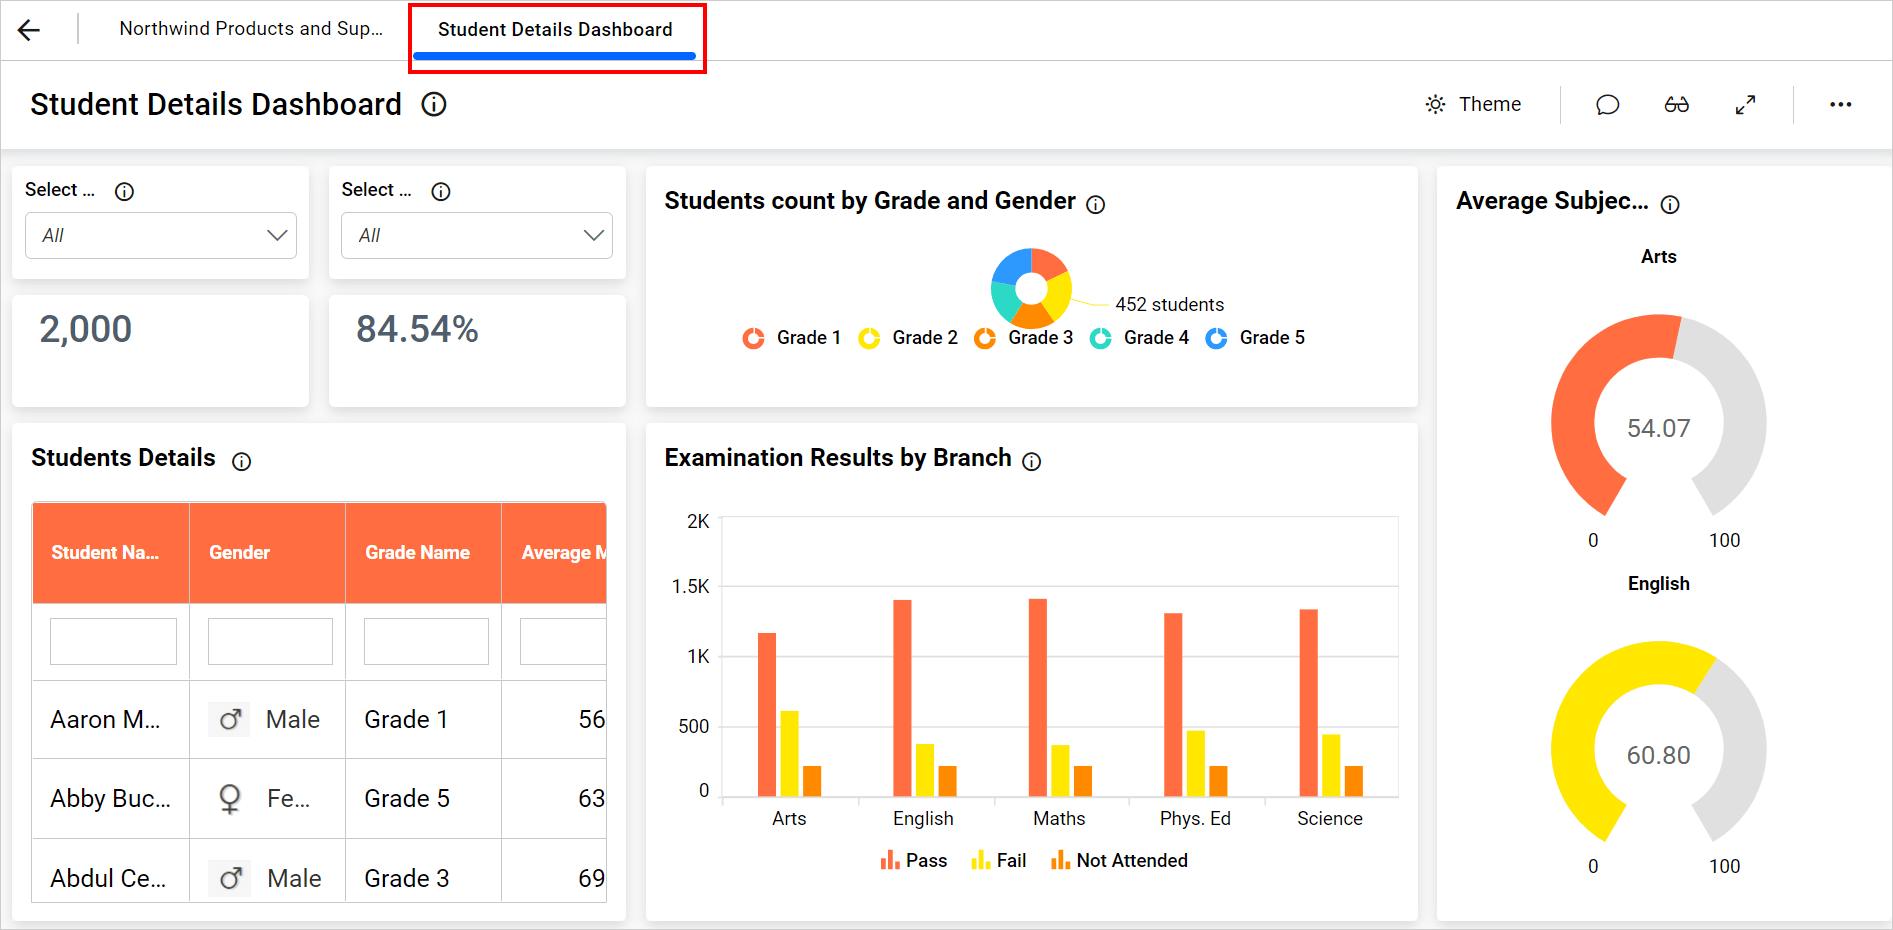 Northwind Products and Sup...
Student Details Dashboard
Student Details Dashboard
Theme
Select ...
All
Select ...
All
2,000
84.54%
Students count by Grade and Gender
452 students
Grade 1
Grade 2
Grade 3
Grade 4
Grade 5
Average Subjec...
Arts
54.07
0
100
English
60.80
0
100
Students Details
Student Na...
Gender
Grade Name
Average M
Aaron M...
Male
Grade 1
56
Abby Buc...
Fe...
Grade 5
63
Abdul Ce...
Male
Grade 3
69
Examination Results by Branch
2K
1.5K
1K
500
0
Arts
English
Maths
Phys. Ed
Science
Pass
Fail
Not Attended